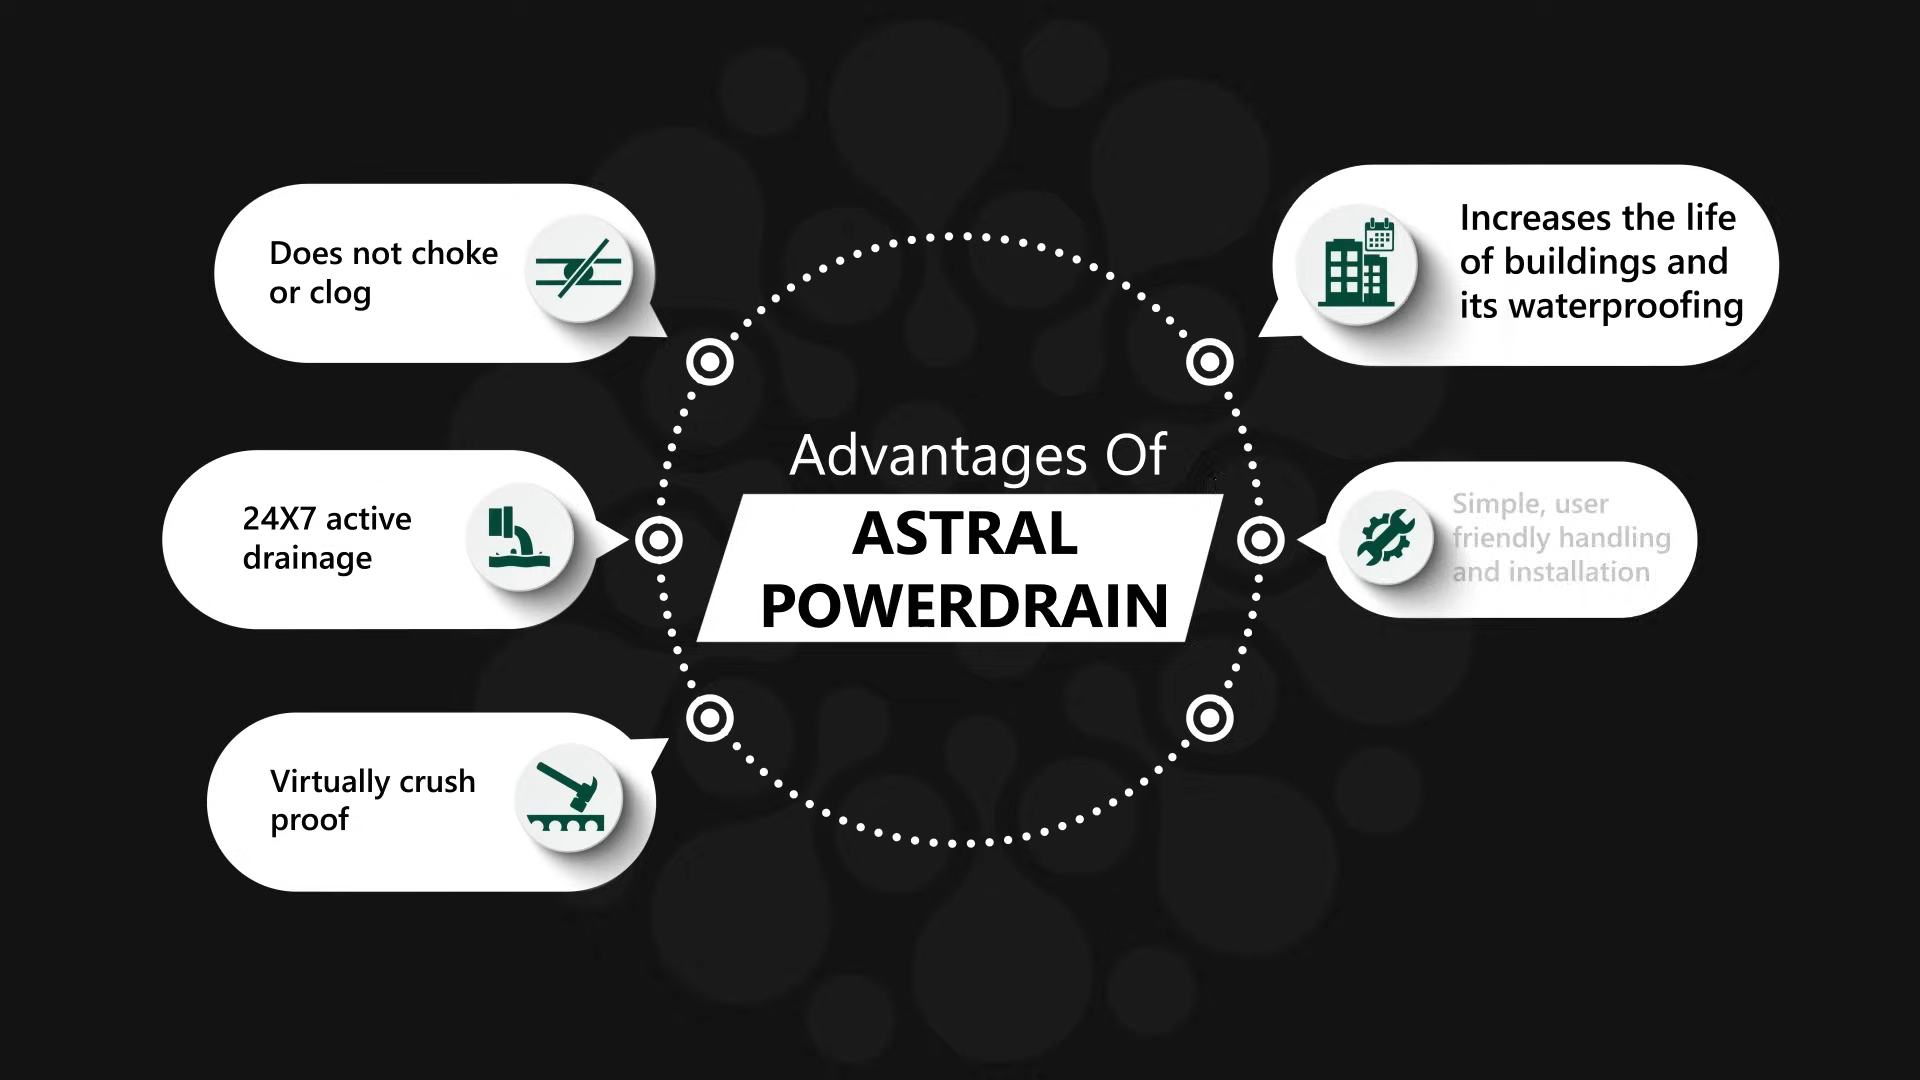 Advantages Of
ASTRAL
POWERDRAIN
Does not choke
or clog
24X7 active
drainage
Virtually crush
proof
Increases the life
of buildings and
its waterproofing
Simple, user
friendly handling
and installation